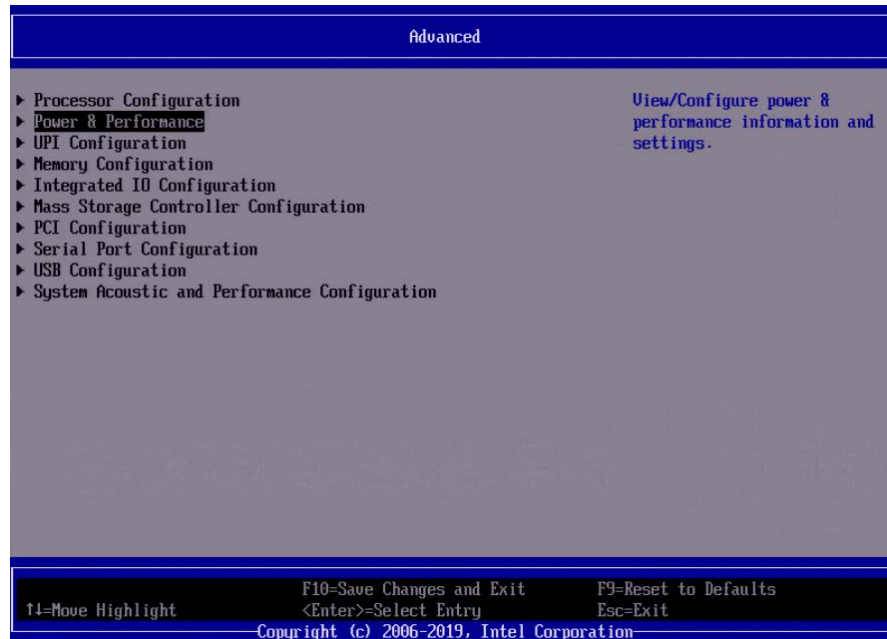 Advanced
▶ Processor Configuration
▶ Power & Performance
▶ UPI Configuration
▶ Memory Configuration
▶ Integrated IO Configuration
▶ Mass Storage Controller Configuration
▶ PCI Configuration
▶ Serial Port Configuration
▶ USB Configuration
▶ System Acoustic and Performance Configuration
View/Configure power &
performance information and
settings.
F10=Save Changes and Exit F9=Reset to Defaults
↑↓=Move Highlight <Enter>=Select Entry Esc=Exit
Copyright (c) 2006-2019, Intel Corporation